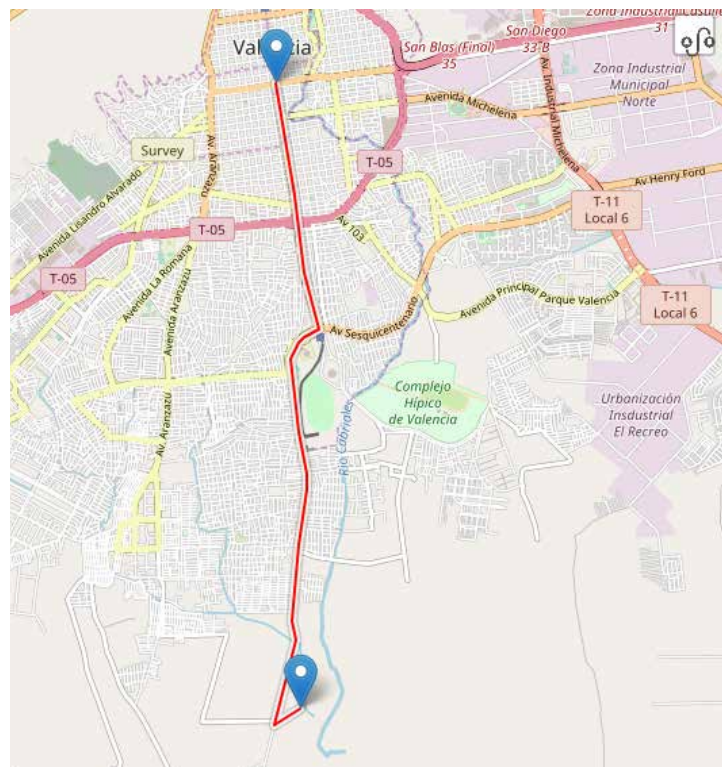 Zona Industrial Castillo
31
San Diego
33-B
San Blas (Final)
35
Valencia
Zona Industrial
Municipal
Norte
Av. Industrial Michelena
Avenida Michelena
Survey
Av. Aranzazu
T-05
Av Henry Ford
Avenida Lisandro Alvarado
T-11
Local 6
Av 103
T-05
Avenida La Romana
T-05
Avenida Principal Parque Valencia
T-11
Local 6
Av Sesquicentenario
Avenida Aranzazu
Complejo
Hípico
de Valencia
Urbanización
Insdustrial
El Recreo
Río Cabriales
Av. Aranzazu